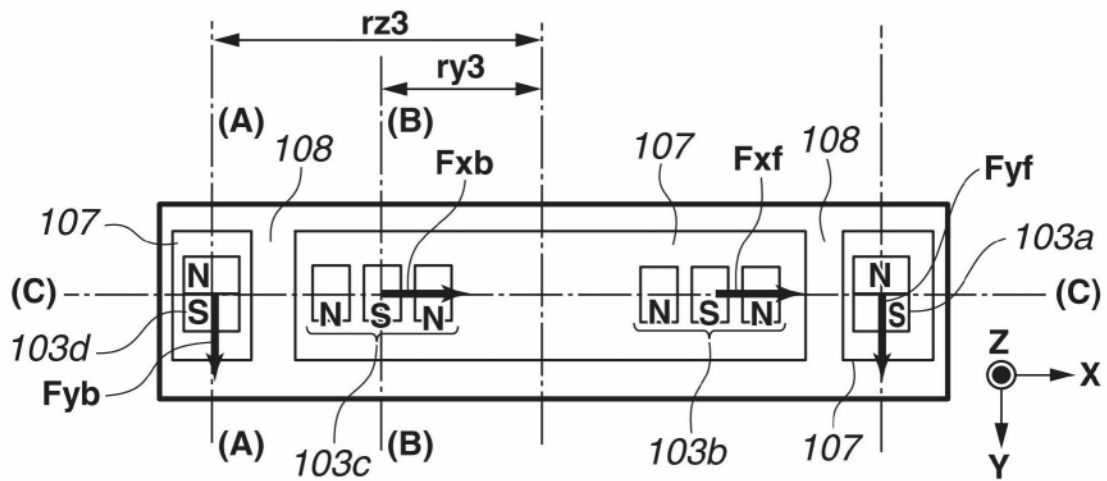 rz3
ry3
(A) (B)
108 Fxb 107 Fxf 108 Fyf
107 103a
N N
(C) (C)
S N S N N S N S
103d Z
Fyb X
(A) 103c (B) 103b 107 Y